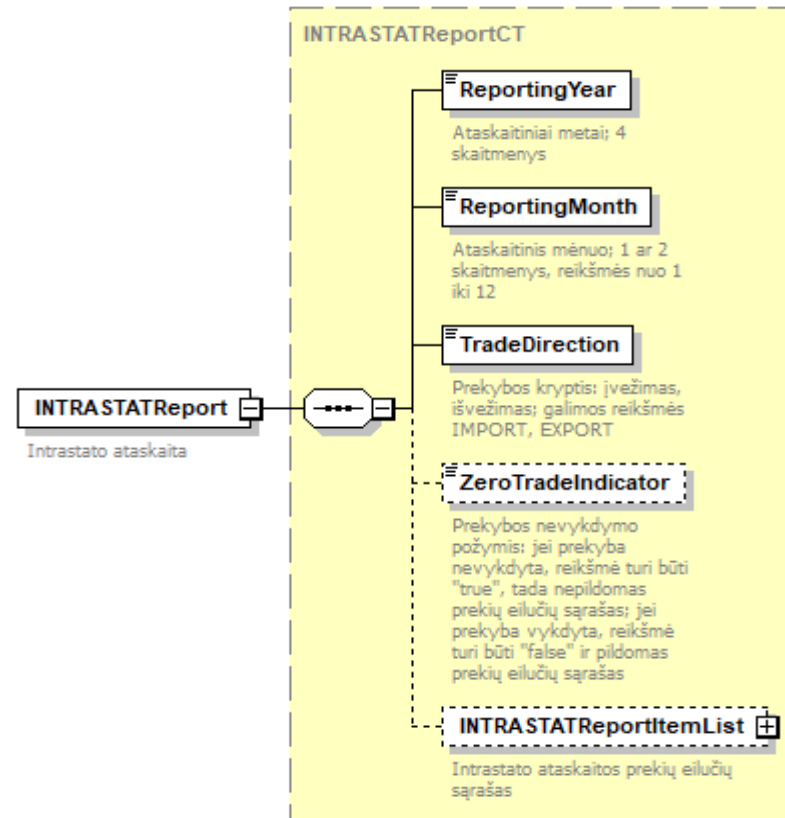 INTRASTATReportCT
ReportingYear
Ataskaitiniai metai; 4
skaitmenys
ReportingMonth
Ataskaitinis mėnuo; 1 ar 2
skaitmenys, reikšmės nuo 1
iki 12
TradeDirection
Prekybos kryptis: įvežimas,
išvežimas; galimos reikšmės
IMPORT, EXPORT
INTRASTATReport
Intrastato ataskaita
ZeroTradeIndicator
Prekybos nevykdymo
požymis: jei prekyba
nevykdyta, reikšmė turi būti
"true", tada nepildomas
prekių eilučių sąrašas; jei
prekyba vykdyta, reikšmė
turi būti "false" ir pildomas
prekių eilučių sąrašas
INTRASTATReportItemList
Intrastato ataskaitos prekių eilučių
sąrašas